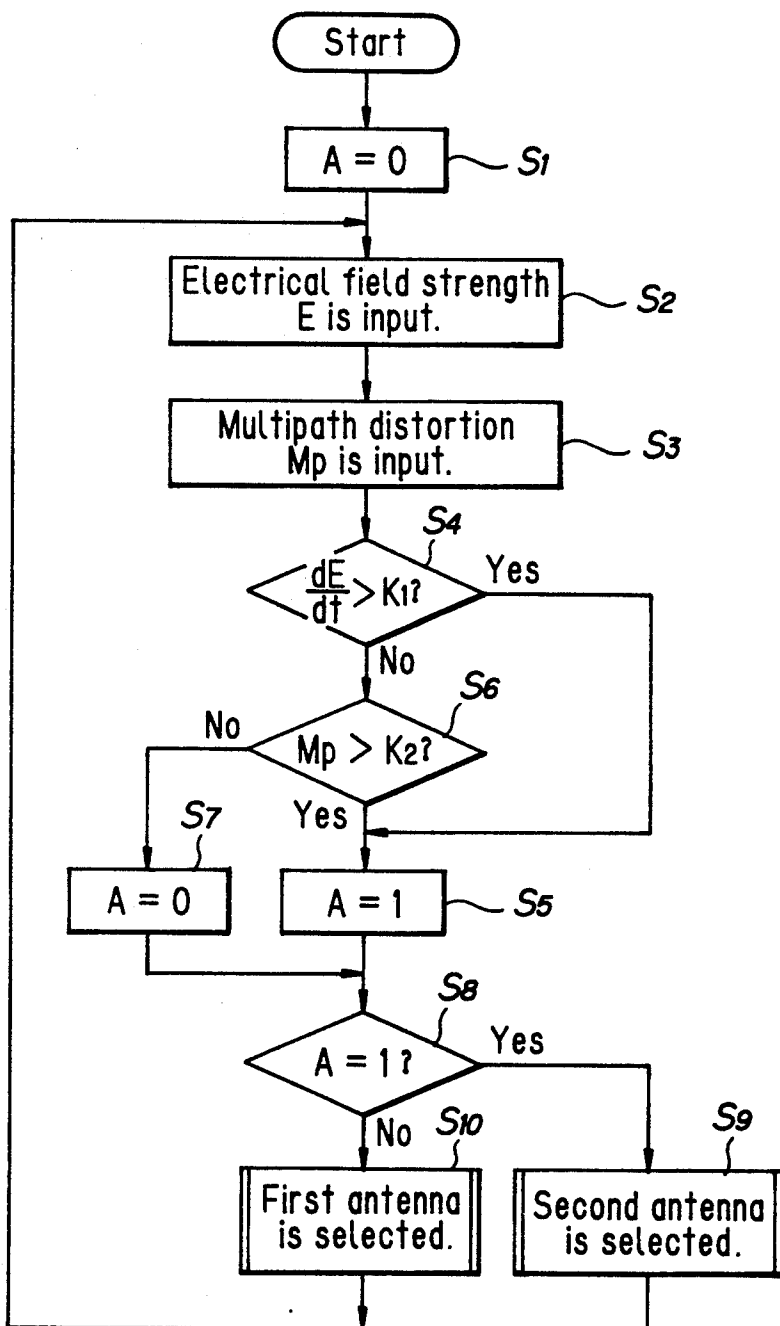 Start
A = 0
S1
Electrical field strength
E is input.
S2
Multipath distortion
Mp is input.
S3
S4
dE
dt
> K1?
Yes
No
S6
Mp > K2?
No
Yes
S7
A = 0
A = 1
S5
S8
A = 1?
Yes
No
S10
First antenna
is selected.
S9
Second antenna
is selected.